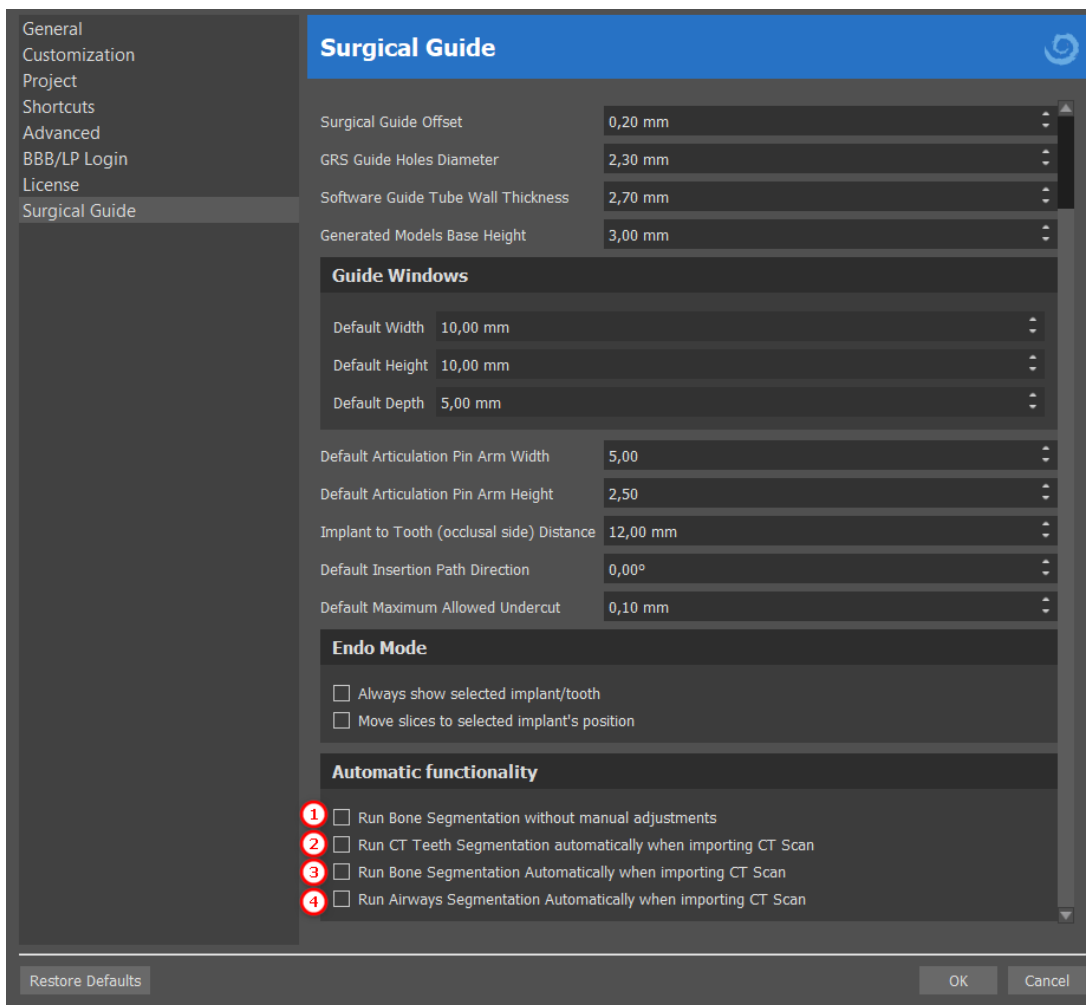 General
Customization
Project
Shortcuts
Advanced
BBB/LP Login
License
Surgical Guide
Surgical Guide
Surgical Guide Offset 0,20 mm
GRS Guide Holes Diameter 2,30 mm
Software Guide Tube Wall Thickness 2,70 mm
Generated Models Base Height 3,00 mm
Guide Windows
Default Width 10,00 mm
Default Height 10,00 mm
Default Depth 5,00 mm
Default Articulation Pin Arm Width 5,00
Default Articulation Pin Arm Height 2,50
Implant to Tooth (occlusal side) Distance 12,00 mm
Default Insertion Path Direction 0,00º
Default Maximum Allowed Undercut 0,10 mm
Endo Mode
Always show selected implant/tooth
Move slices to selected implant's position
Automatic functionality
1 Run Bone Segmentation without manual adjustments
2 Run CT Teeth Segmentation automatically when importing CT Scan
3 Run Bone Segmentation Automatically when importing CT Scan
4 Run Airways Segmentation Automatically when importing CT Scan
Restore Defaults OK Cancel